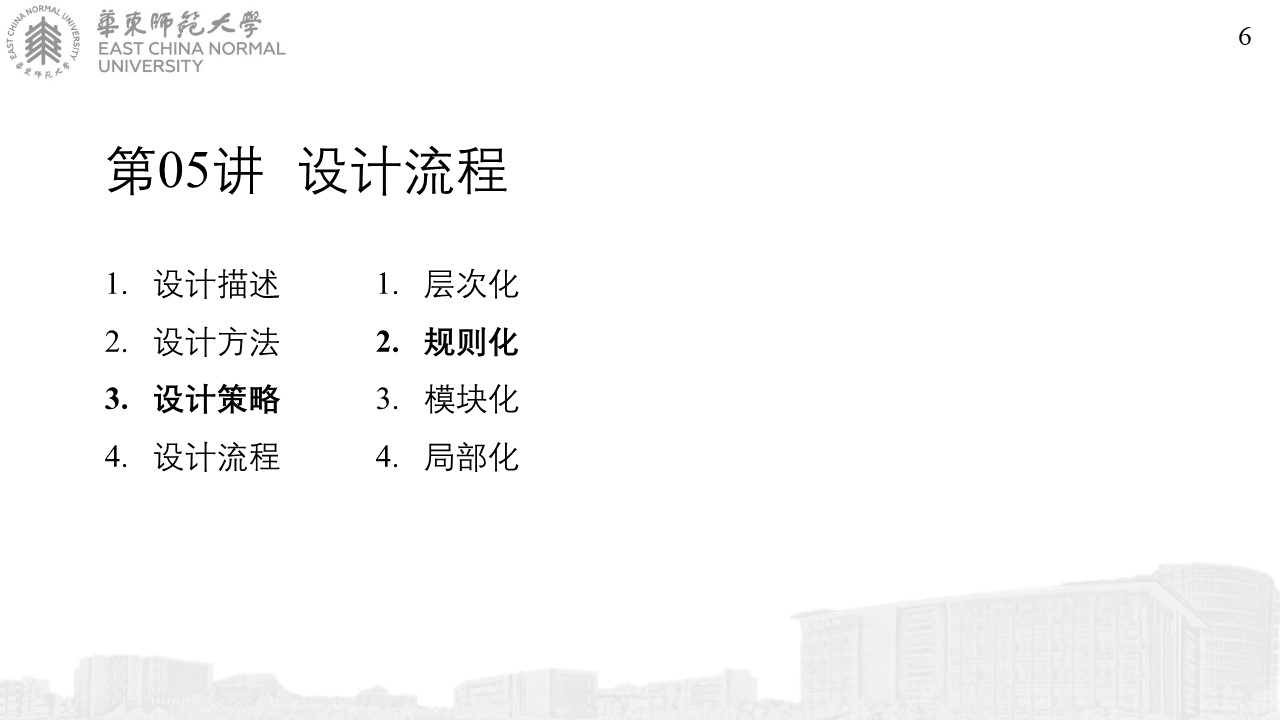 EAST CHINA NORMAL UNIVERSITY
華東師范大學
華東師范大學
EAST CHINA NORMAL
UNIVERSITY
6
第05讲 设计流程
1. 设计描述
2. 设计方法
3. 设计策略
4. 设计流程
1. 层次化
2. 规则化
3. 模块化
4. 局部化